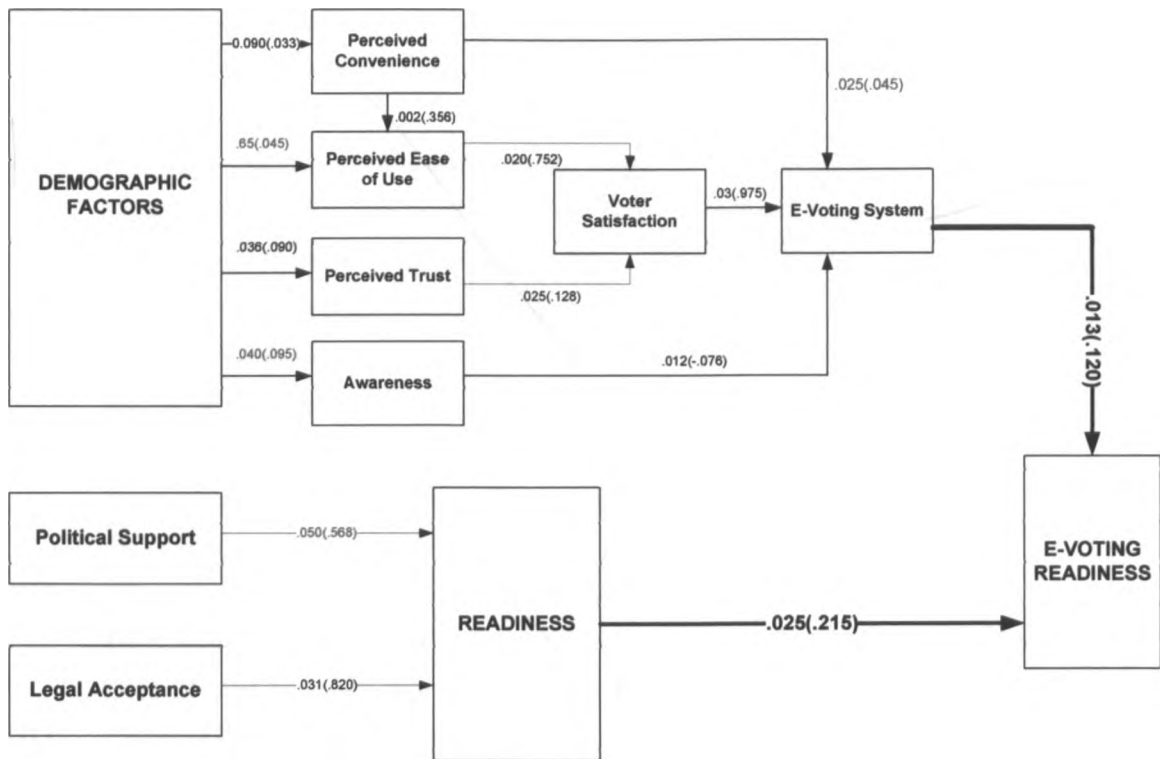 0.090(.033)
Perceived
Convenience
.025(.045)
.002(.356)
.65(.045)
Perceived Ease
of Use
.020(.752)
DEMOGRAPHIC
FACTORS
Voter
Satisfaction
.03(.975)
E-Voting System
.036(.090)
Perceived Trust
.025(.128)
.013(.120)
.040(.095)
Awareness
.012(-.076)
Political Support
.050(.568)
READINESS
.025(.215)
E-VOTING
READINESS
Legal Acceptance
.031(.820)